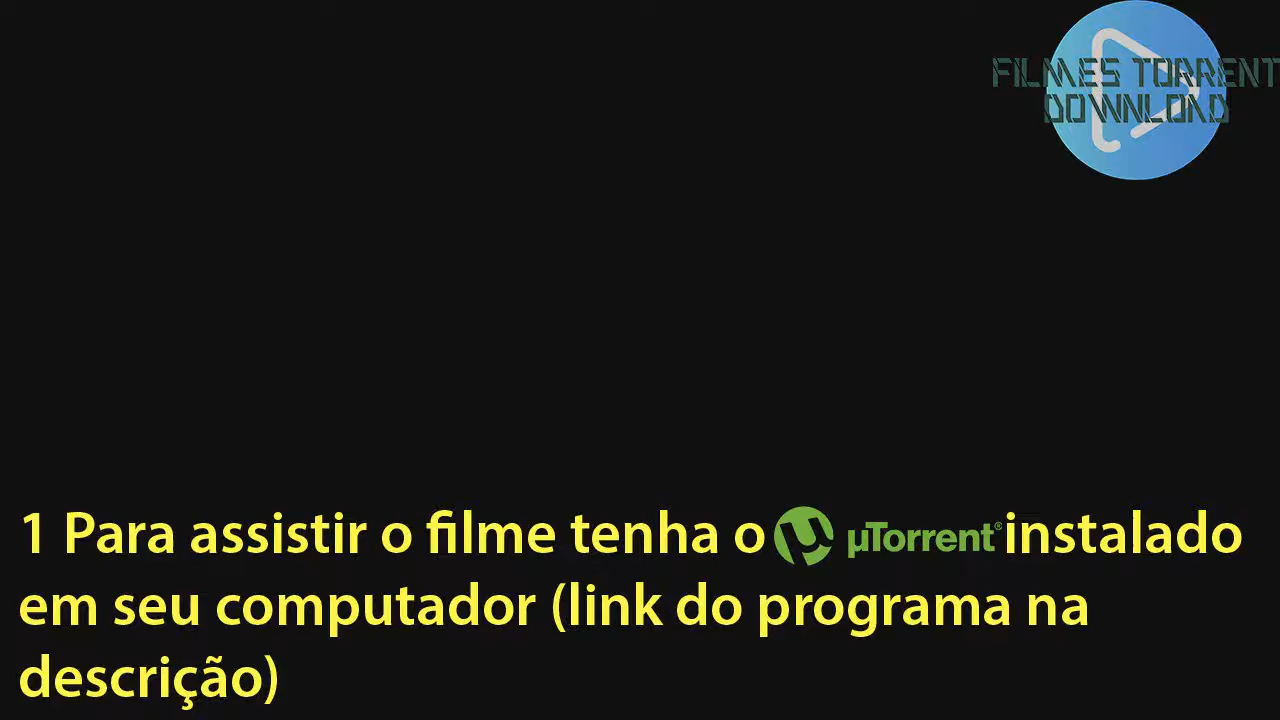 FILMES TORRENT
DOWNLOAD
1 Para assistir o filme tenha o µTorrent® instalado
em seu computador (link do programa na
descrição)